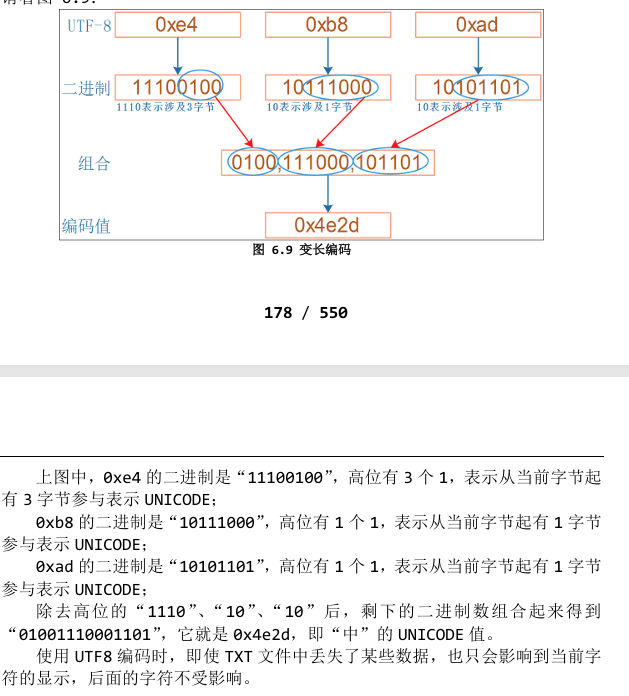 请看图 6.9:
UTF-8 0xe4 0xb8 0xad
二进制 11100100 10111000 10101101
1110表示涉及3字节 10表示涉及1字节 10表示涉及1字节
组合 0100,111000,101101
编码值 0x4e2d
图 6.9 变长编码
178 / 550
上图中，0xe4 的二进制是“11100100”，高位有 3 个 1，表示从当前字节起
有 3 字节参与表示 UNICODE；
0xb8 的二进制是“10111000”，高位有 1 个 1，表示从当前字节起有 1 字节
参与表示 UNICODE；
0xad 的二进制是“10101101”，高位有 1 个 1，表示从当前字节起有 1 字节
参与表示 UNICODE；
除去高位的“1110”、“10”、“10”后，剩下的二进制数组合起来得到
“01001110001101”，它就是 0x4e2d，即“中”的 UNICODE 值。
使用 UTF8 编码时，即使 TXT 文件中丢失了某些数据，也只会影响到当前字
符的显示，后面的字符不受影响。